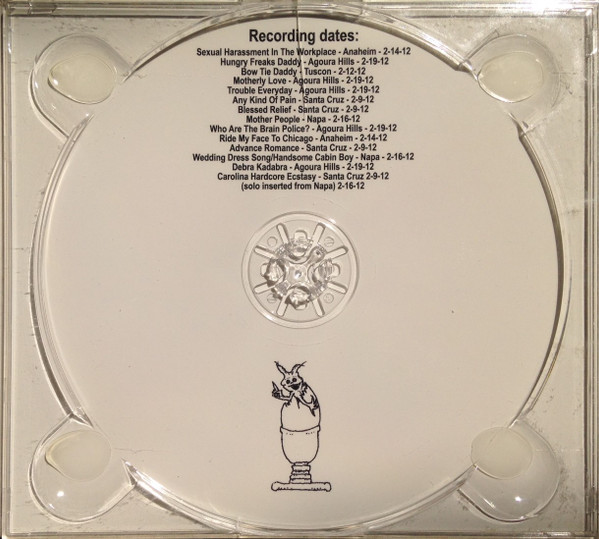 Recording dates:
Sexual Harassment In The Workplace - Anaheim - 2-14-12
Hungry Freaks Daddy - Agoura Hills - 2-19-12
Bow Tie Daddy - Tuscon - 2-12-12
Motherly Love - Agoura Hills - 2-19-12
Trouble Everyday - Agoura Hills - 2-19-12
Any Kind Of Pain - Santa Cruz - 2-9-12
Blessed Relief - Santa Cruz - 2-9-12
Mother People - Napa - 2-16-12
Who Are The Brain Police? - Agoura Hills - 2-19-12
Ride My Face To Chicago - Anaheim - 2-14-12
Advance Romance - Santa Cruz - 2-9-12
Wedding Dress Song/Handsome Cabin Boy - Napa - 2-16-12
Debra Kadabra - Agoura Hills - 2-19-12
Carolina Hardcore Ecstasy - Santa Cruz 2-9-12
(solo inserted from Napa) 2-16-12